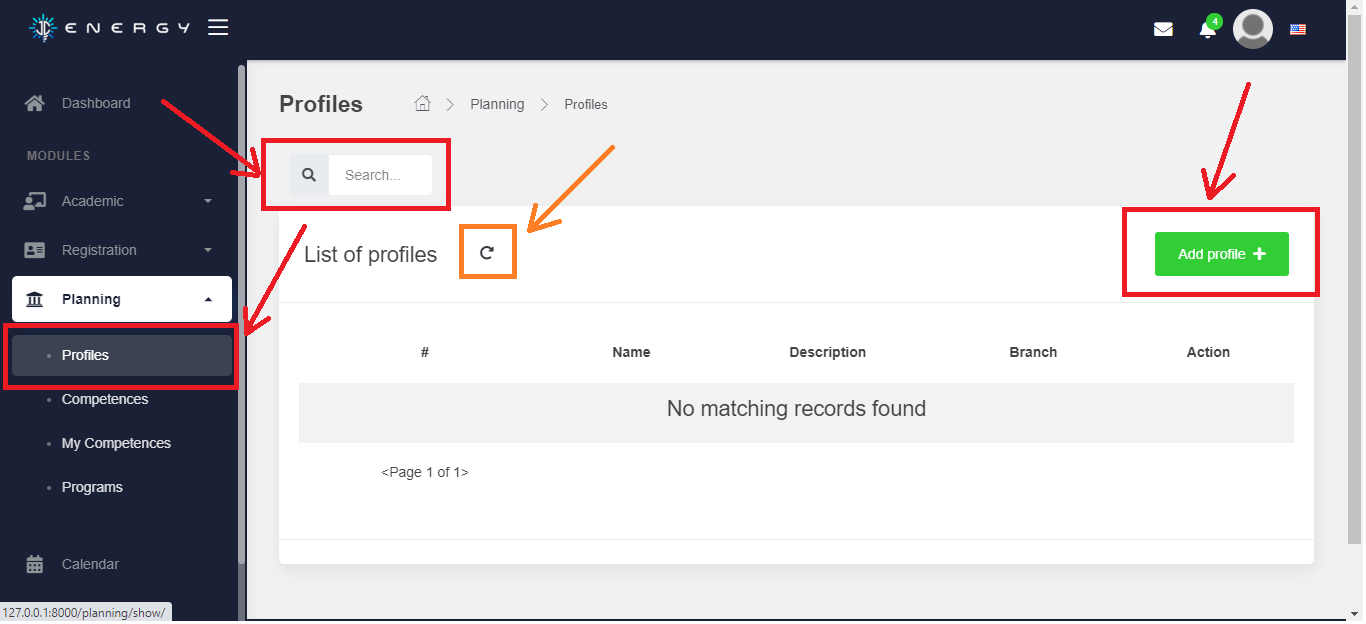 ENERGY
4
Dashboard
MODULES
Academic
Registration
Planning
Profiles
Competences
My Competences
Programs
Calendar
127.0.0.1:8000/planning/show/
Profiles
Planning
Profiles
Search...
List of profiles
Add profile
# Name Description Branch Action
No matching records found
<Page 1 of 1>